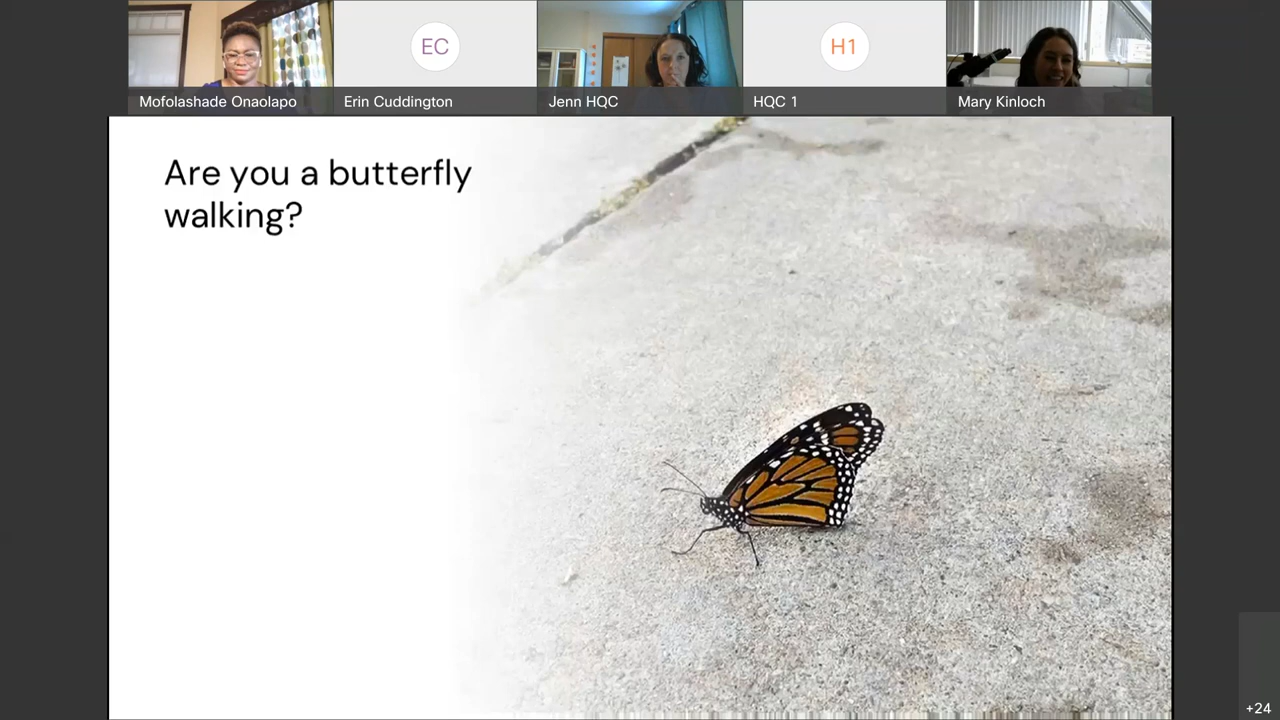 EC
H1
Mofolashade Onaolapo
Erin Cuddington
Jenn HQC
HQC 1
Mary Kinloch
Are you a butterfly
walking?
+24